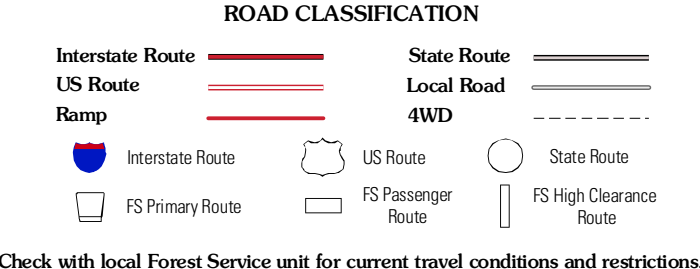 ROAD CLASSIFICATION
Interstate Route
State Route
US Route
Local Road
Ramp
4WD
Interstate Route
US Route
State Route
FS Primary Route
FS Passenger
Route
FS High Clearance
Route
Check with local Forest Service unit for current travel conditions and restrictions.